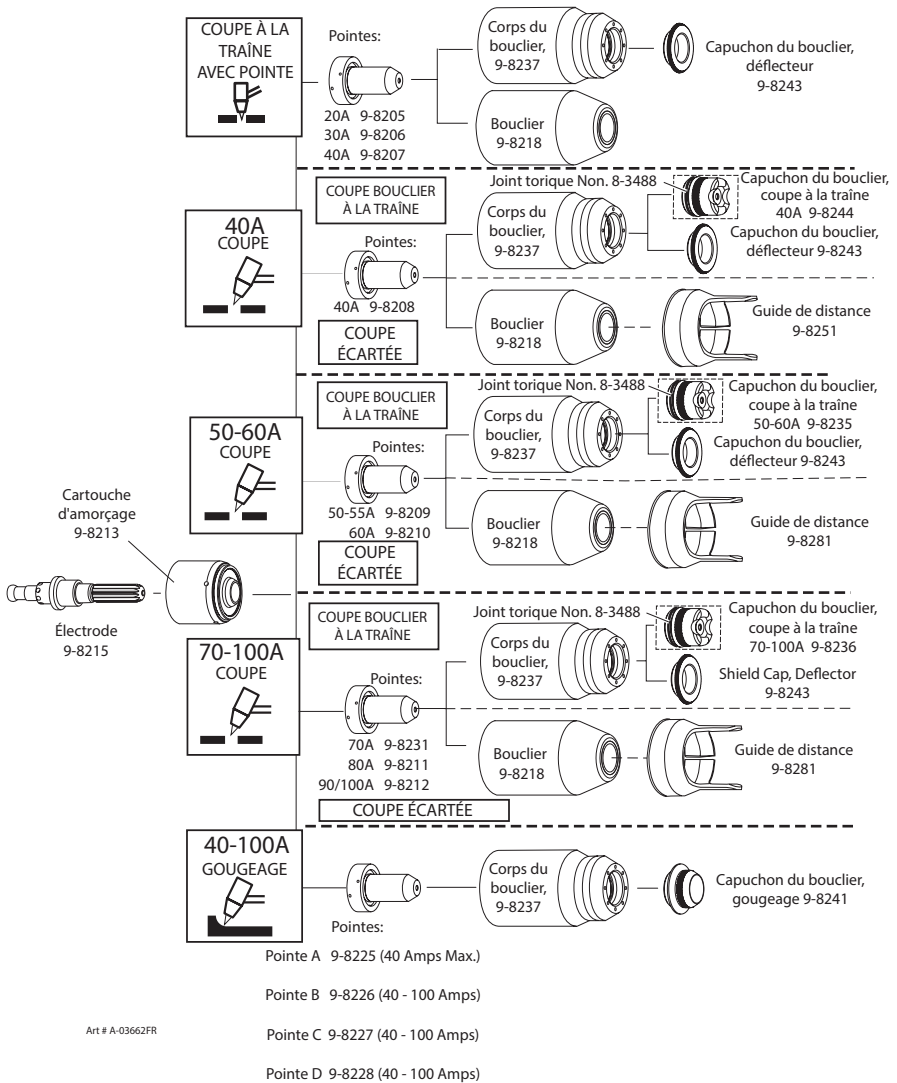 COUPE À LA
TRAÎNE
AVEC POINTE
Pointes:
20A 9-8205
30A 9-8206
40A 9-8207
Corps du
bouclier,
9-8237
Capuchon du bouclier,
déflecteur
9-8243
Bouclier
9-8218
40A
COUPE
COUPE BOUCLIER
À LA TRAÎNE
Pointes:
40A 9-8208
COUPE
ÉCARTÉE
Joint torique Non. 8-3488
Corps du
bouclier,
9-8237
Capuchon du bouclier,
coupe à la traîne
40A 9-8244
Capuchon du bouclier,
déflecteur 9-8243
Bouclier
9-8218
Guide de distance
9-8251
50-60A
COUPE
COUPE BOUCLIER
À LA TRAÎNE
Pointes:
50-55A 9-8209
60A 9-8210
COUPE
ÉCARTÉE
Joint torique Non. 8-3488
Corps du
bouclier,
9-8237
Capuchon du bouclier,
coupe à la traîne
50-60A 9-8235
Capuchon du bouclier,
déflecteur 9-8243
Bouclier
9-8218
Guide de distance
9-8281
Cartouche
d'amorçage
9-8213
Électrode
9-8215
70-100A
COUPE
COUPE BOUCLIER
À LA TRAÎNE
Pointes:
70A 9-8231
80A 9-8211
90/100A 9-8212
COUPE ÉCARTÉE
Joint torique Non. 8-3488
Corps du
bouclier,
9-8237
Capuchon du bouclier,
coupe à la traîne
70-100A 9-8236
Shield Cap, Deflector
9-8243
Bouclier
9-8218
Guide de distance
9-8281
40-100A
GOUGEAGE
Pointes:
Corps du
bouclier,
9-8237
Capuchon du bouclier,
gougeage 9-8241
Pointe A 9-8225 (40 Amps Max.)
Pointe B 9-8226 (40 - 100 Amps)
Pointe C 9-8227 (40 - 100 Amps)
Pointe D 9-8228 (40 - 100 Amps)
Art # A-03662FR